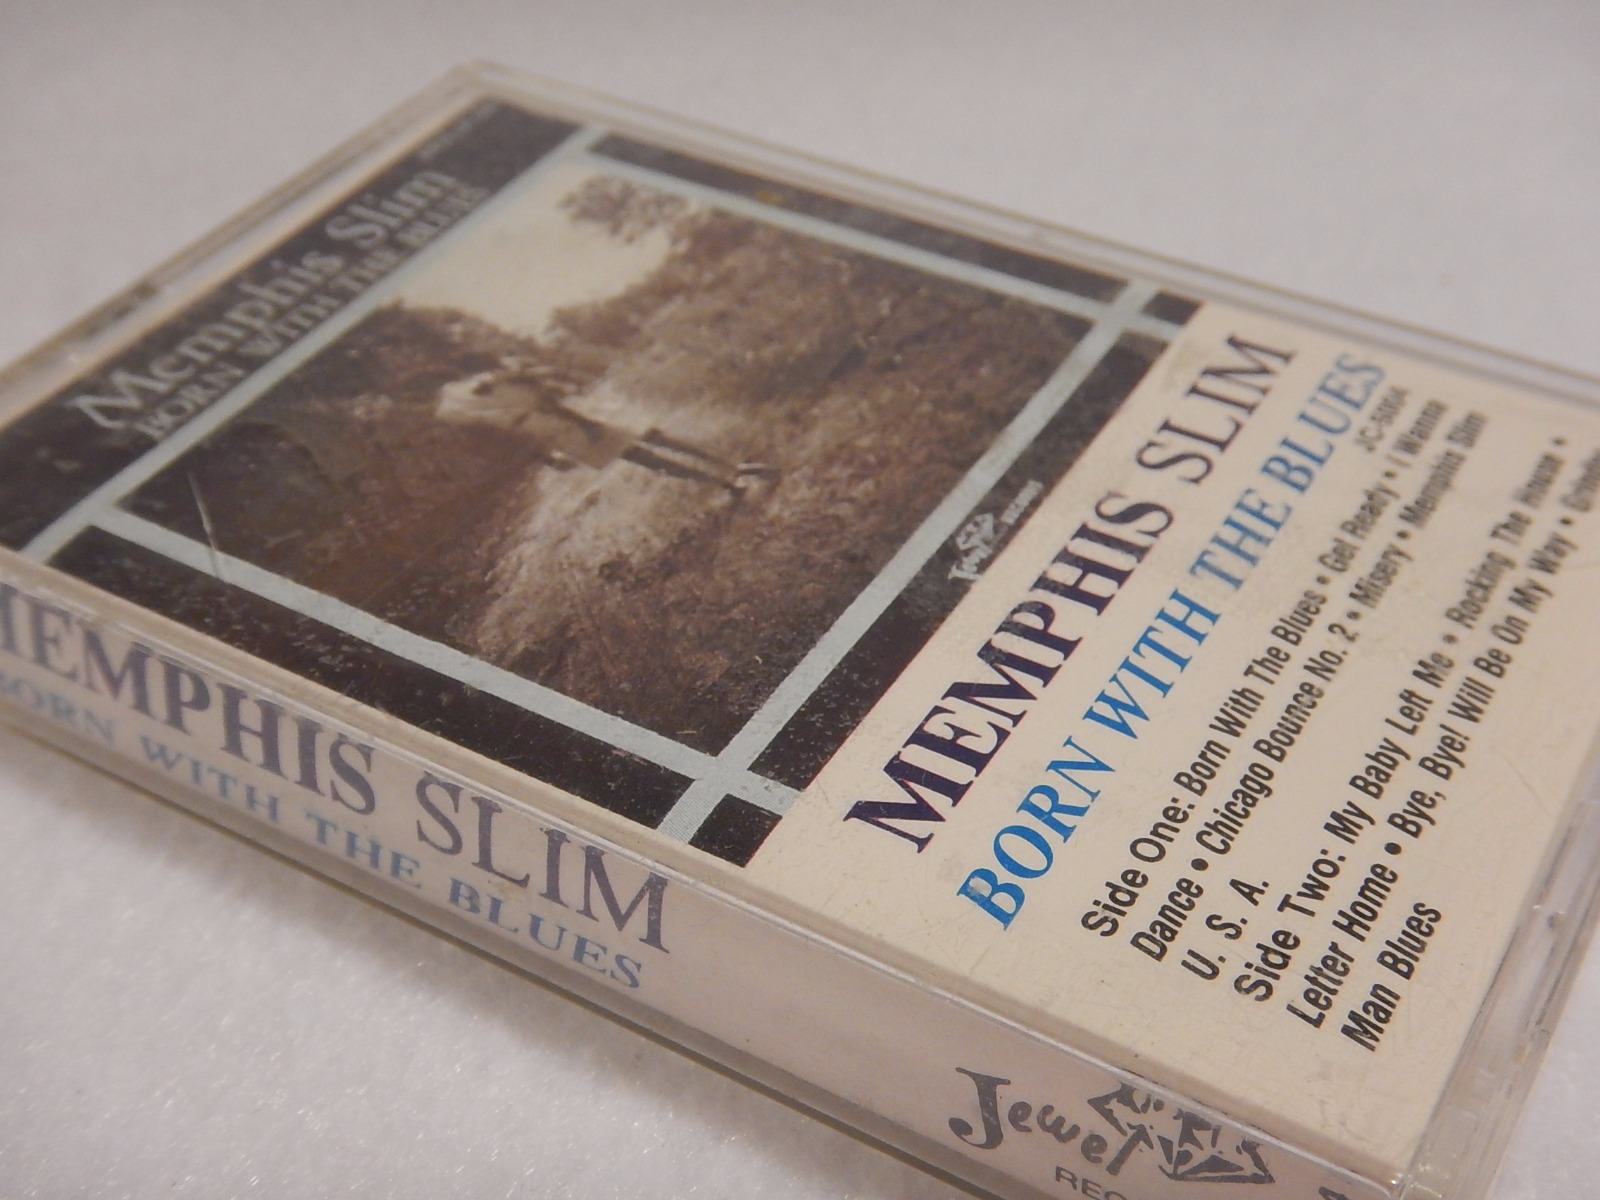 Memphis Slim
BORN WITH THE BLUES
Jewel
MEMPHIS SLIM
BORN WITH THE BLUES
JC-5004
Side One: Born With The Blues • Get Ready • I Wanna
Dance • Chicago Bounce No. 2 • Misery • Memphis Slim
U. S. A.
Side Two: My Baby Left Me • Rocking The House •
Letter Home • Bye, Bye! Will Be On My Way •
Man Blues
MEMPHIS SLIM
BORN WITH THE BLUES
Jewel